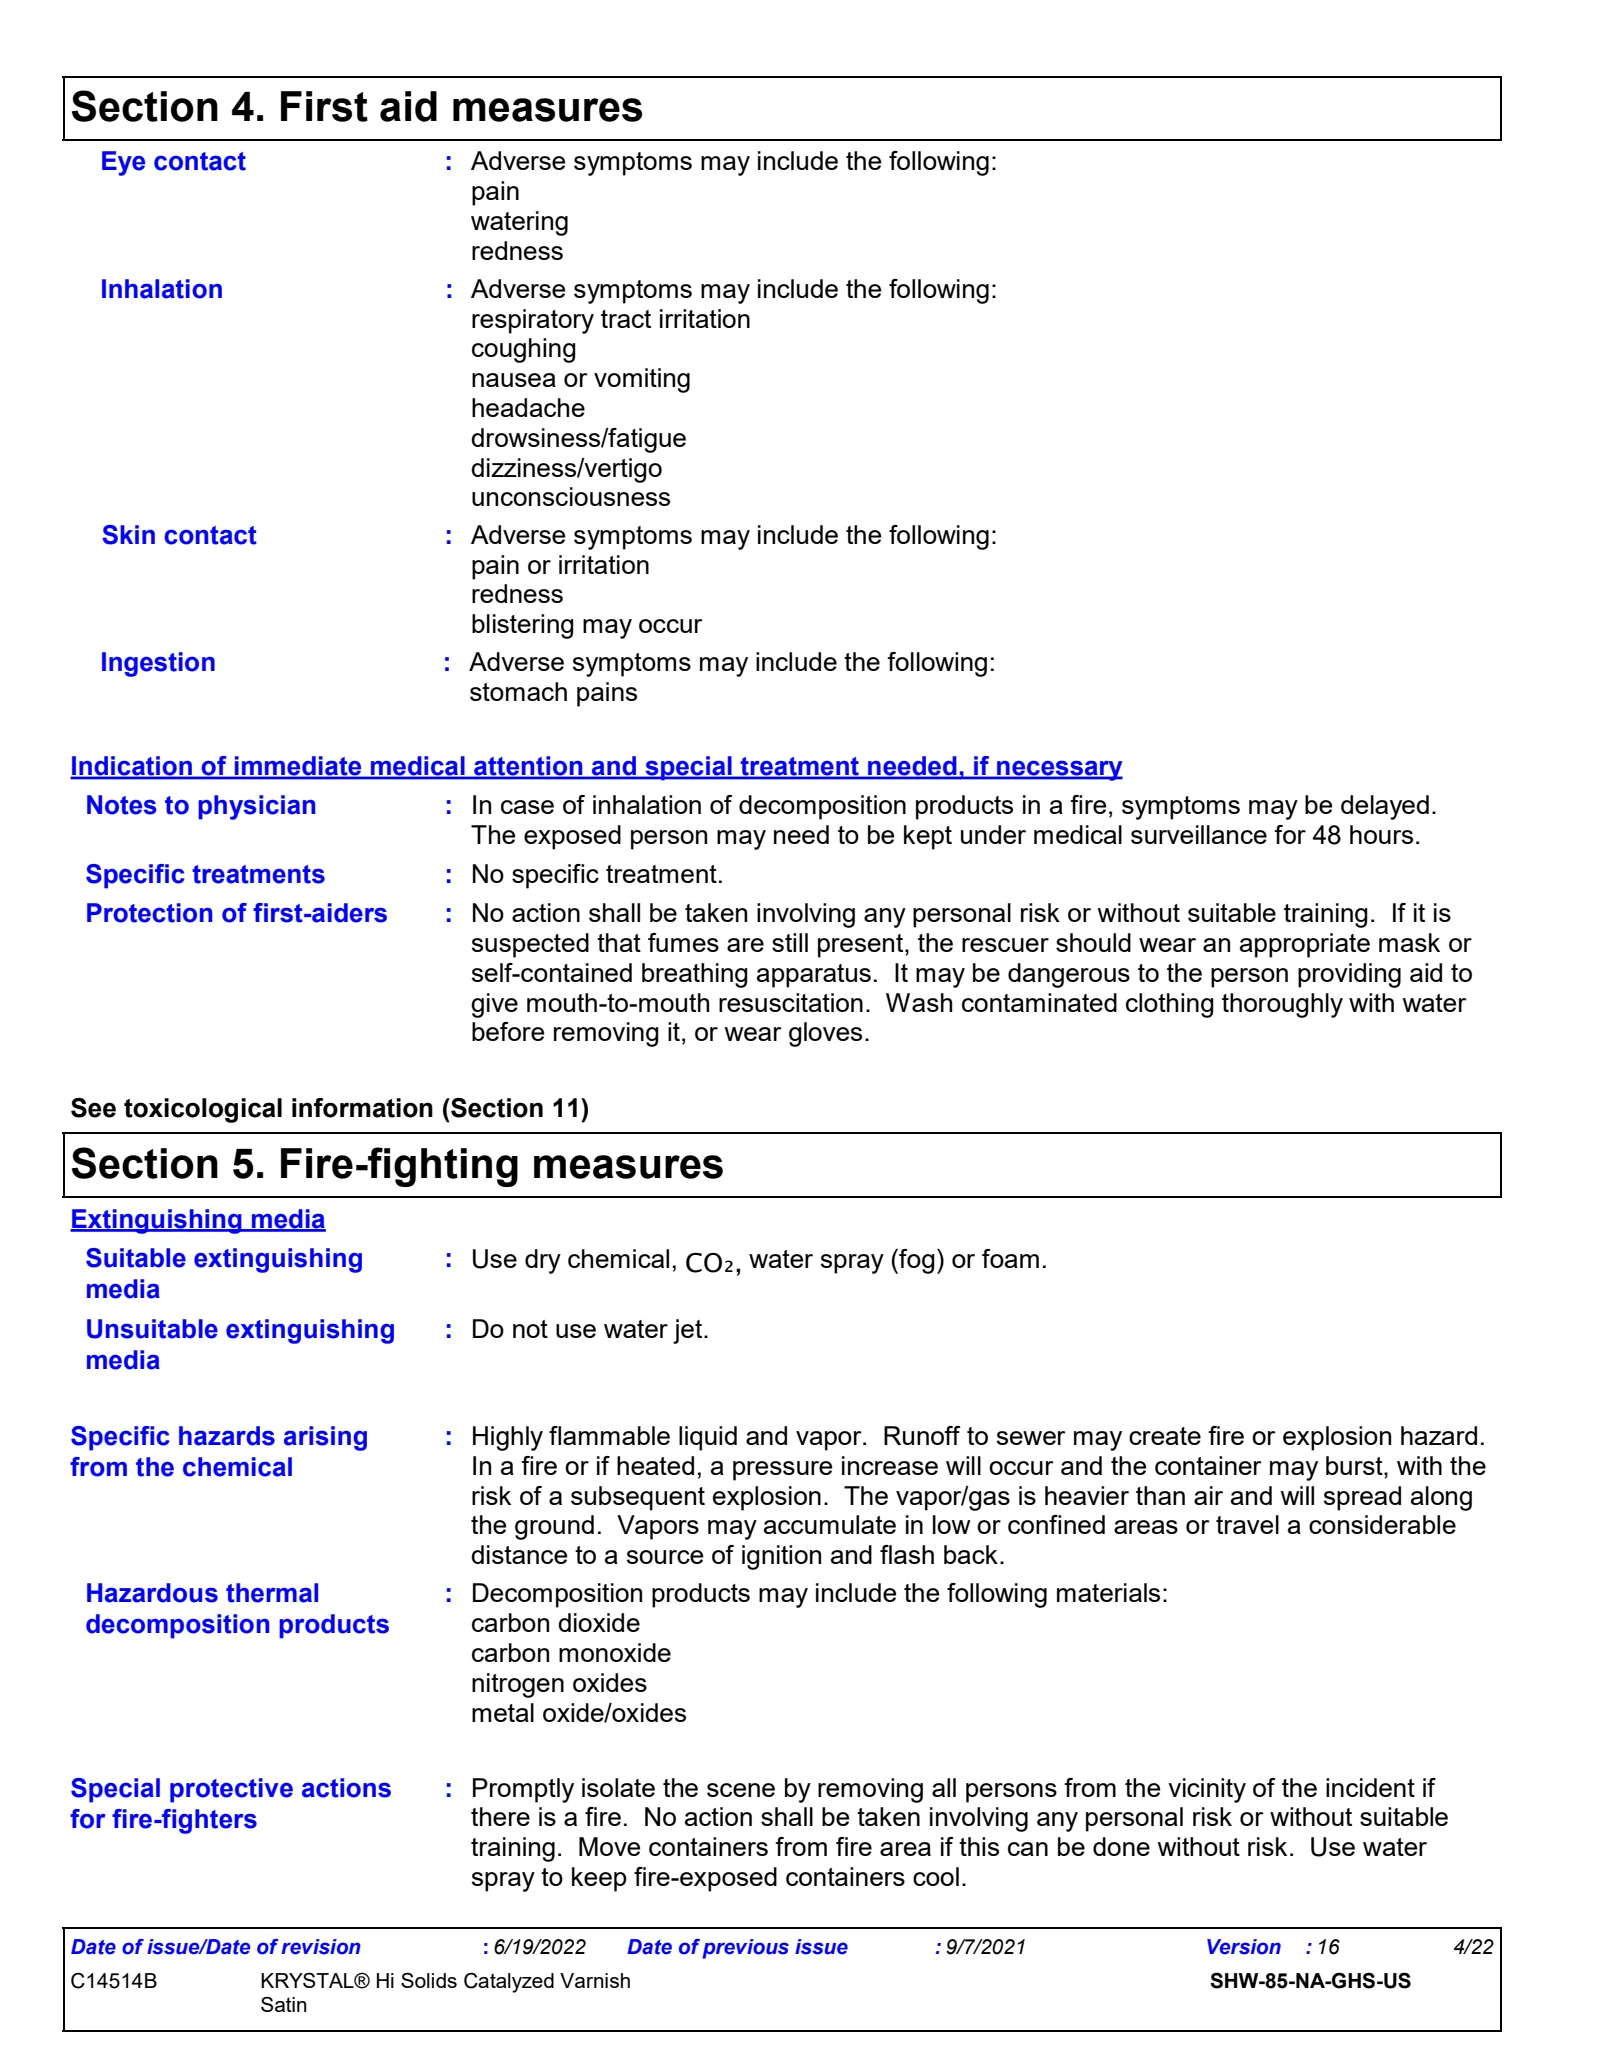 Section 4. First aid measures
Eye contact : Adverse symptoms may include the following:
pain
watering
redness
Inhalation : Adverse symptoms may include the following:
respiratory tract irritation
coughing
nausea or vomiting
headache
drowsiness/fatigue
dizziness/vertigo
unconsciousness
Skin contact : Adverse symptoms may include the following:
pain or irritation
redness
blistering may occur
Ingestion : Adverse symptoms may include the following:
stomach pains
Indication of immediate medical attention and special treatment needed, if necessary
Notes to physician : In case of inhalation of decomposition products in a fire, symptoms may be delayed.
The exposed person may need to be kept under medical surveillance for 48 hours.
Specific treatments : No specific treatment.
Protection of first-aiders : No action shall be taken involving any personal risk or without suitable training. If it is
suspected that fumes are still present, the rescuer should wear an appropriate mask or
self-contained breathing apparatus. It may be dangerous to the person providing aid to
give mouth-to-mouth resuscitation. Wash contaminated clothing thoroughly with water
before removing it, or wear gloves.
See toxicological information (Section 11)
Section 5. Fire-fighting measures
Extinguishing media
Suitable extinguishing : Use dry chemical, CO₂, water spray (fog) or foam.
media
Unsuitable extinguishing : Do not use water jet.
media
Specific hazards arising : Highly flammable liquid and vapor. Runoff to sewer may create fire or explosion hazard.
from the chemical In a fire or if heated, a pressure increase will occur and the container may burst, with the
risk of a subsequent explosion. The vapor/gas is heavier than air and will spread along
the ground. Vapors may accumulate in low or confined areas or travel a considerable
distance to a source of ignition and flash back.
Hazardous thermal : Decomposition products may include the following materials:
decomposition products carbon dioxide
carbon monoxide
nitrogen oxides
metal oxide/oxides
Special protective actions : Promptly isolate the scene by removing all persons from the vicinity of the incident if
for fire-fighters there is a fire. No action shall be taken involving any personal risk or without suitable
training. Move containers from fire area if this can be done without risk. Use water
spray to keep fire-exposed containers cool.
Date of issue/Date of revision : 6/19/2022 Date of previous issue : 9/7/2021 Version : 16 4/22
C14514B KRYSTAL® Hi Solids Catalyzed Varnish SHW-85-NA-GHS-US
Satin